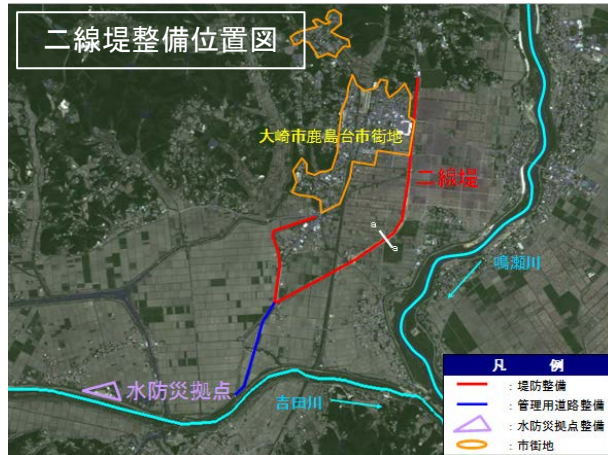 二線堤整備位置図
大崎市鹿島台市街地
二線堤
a
a
鳴瀬川
水防災拠点
吉田川
凡 例
：堤防整備
：管理用道路整備
：水防災拠点整備
：市街地